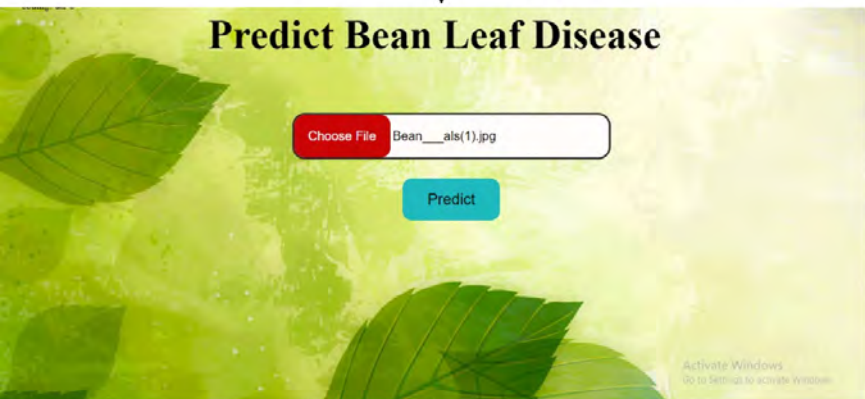 Predict Bean Leaf Disease
Choose File Bean___als(1).jpg
Predict
Activate Windows
Go to Settings to activate Windows.